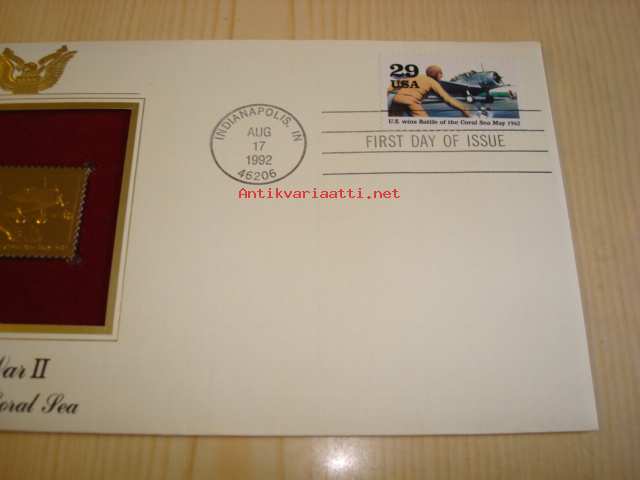 29
USA
U.S. wins Battle of the Coral Sea May 1942
INDIANAPOLIS, IN
AUG
17
1992
46206
FIRST DAY OF ISSUE
Antikvariaatti.net
War II
Coral Sea